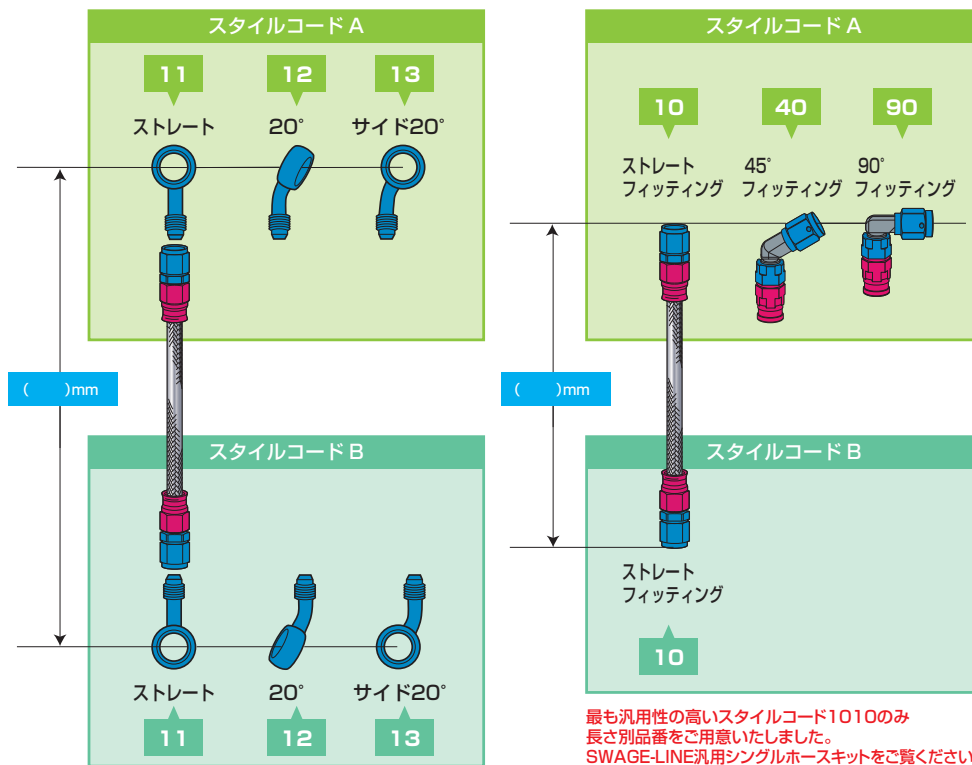 スタイルコード A
11
12
13
ストレート
20°
サイド20°
(　　)mm
スタイルコード B
ストレート
20°
サイド20°
11
12
13
スタイルコード A
10
40
90
ストレート
フィッティング
45°
フィッティング
90°
フィッティング
(　　)mm
スタイルコード B
ストレート
フィッティング
10
最も汎用性の高いスタイルコード1010のみ
長さ別品番をご用意いたしました。
SWAGE-LINE汎用シングルホースキットをご覧ください